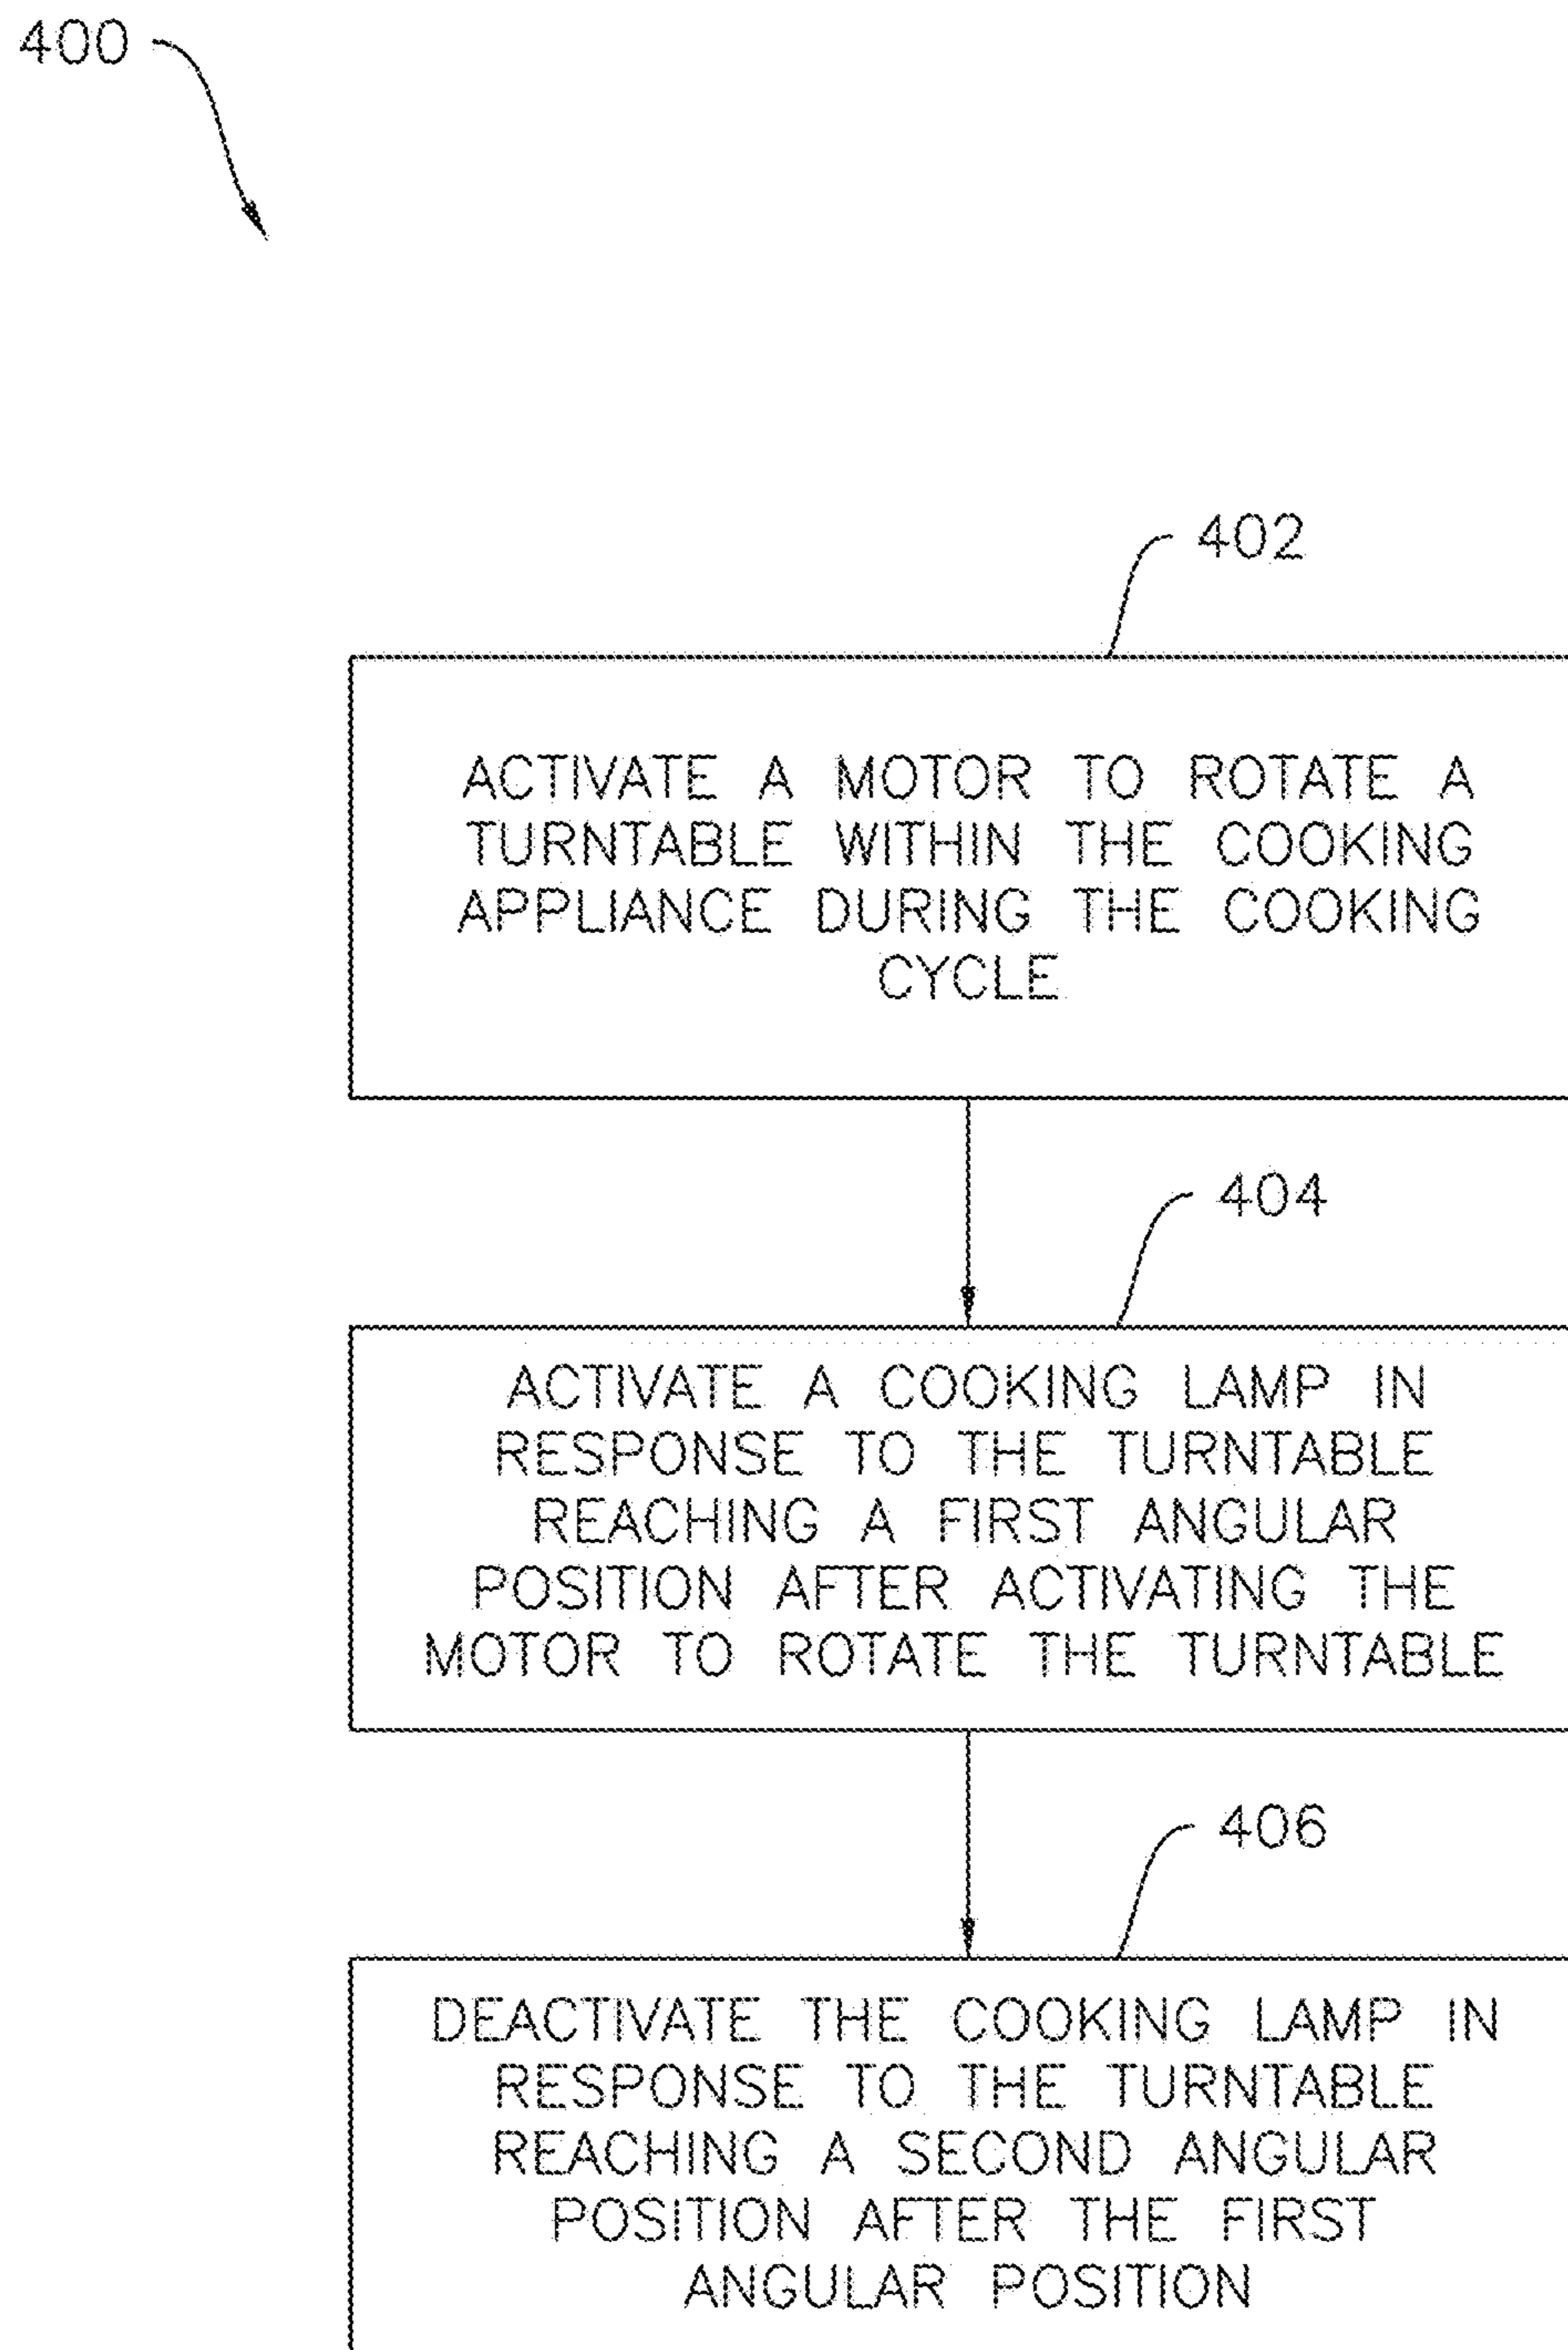 400
402
ACTIVATE A MOTOR TO ROTATE A
TURNTABLE WITHIN THE COOKING
APPLIANCE DURING THE COOKING
CYCLE
404
ACTIVATE A COOKING LAMP IN
RESPONSE TO THE TURNTABLE
REACHING A FIRST ANGULAR
POSITION AFTER ACTIVATING THE
MOTOR TO ROTATE THE TURNTABLE
406
DEACTIVATE THE COOKING LAMP IN
RESPONSE TO THE TURNTABLE
REACHING A SECOND ANGULAR
POSITION AFTER THE FIRST
ANGULAR POSITION